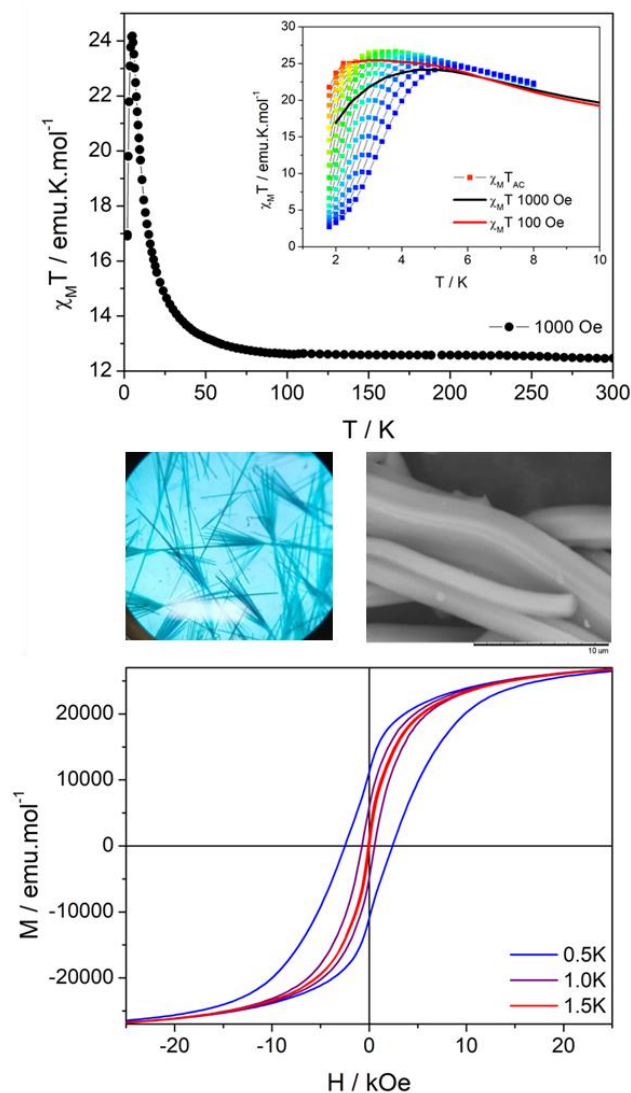 24
22
20
18
16
14
12
χMT / emu.K.mol⁻¹
0 50 100 150 200 250 300
T / K
1000 Oe
30
25
20
15
10
5
0
χMT / emu.K.mol⁻¹
2 4 6 8 10
T / K
χMT AC
χMT 1000 Oe
χMT 100 Oe
10 um
20000
10000
0
-10000
-20000
M / emu.mol⁻¹
-20 -10 0 10 20
H / kOe
0.5K
1.0K
1.5K